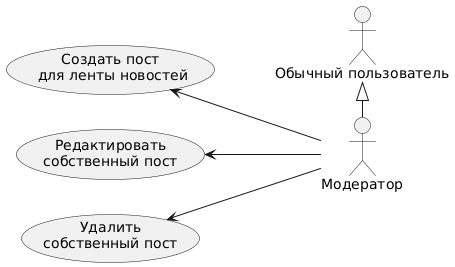 Создать пост
для ленты новостей
Обычный пользователь
Редактировать
собственный пост
Модератор
Удалить
собственный пост